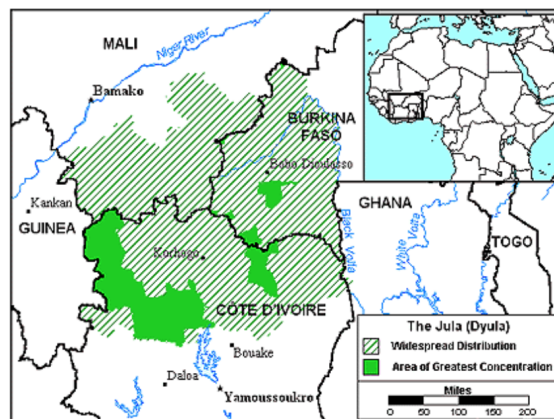 MALI
Niger River
Bamako
BURKINA
FASO
Bobo Dioulasso
Kankan
GUINEA
GHANA
Black Volta
White Volta
TOGO
Korhogo
CÔTE D'IVOIRE
Bouake
Daloa
Yamoussoukro
The Jula (Dyula)
Widespread Distribution
Area of Greatest Concentration
Miles
0 50 100 150 200